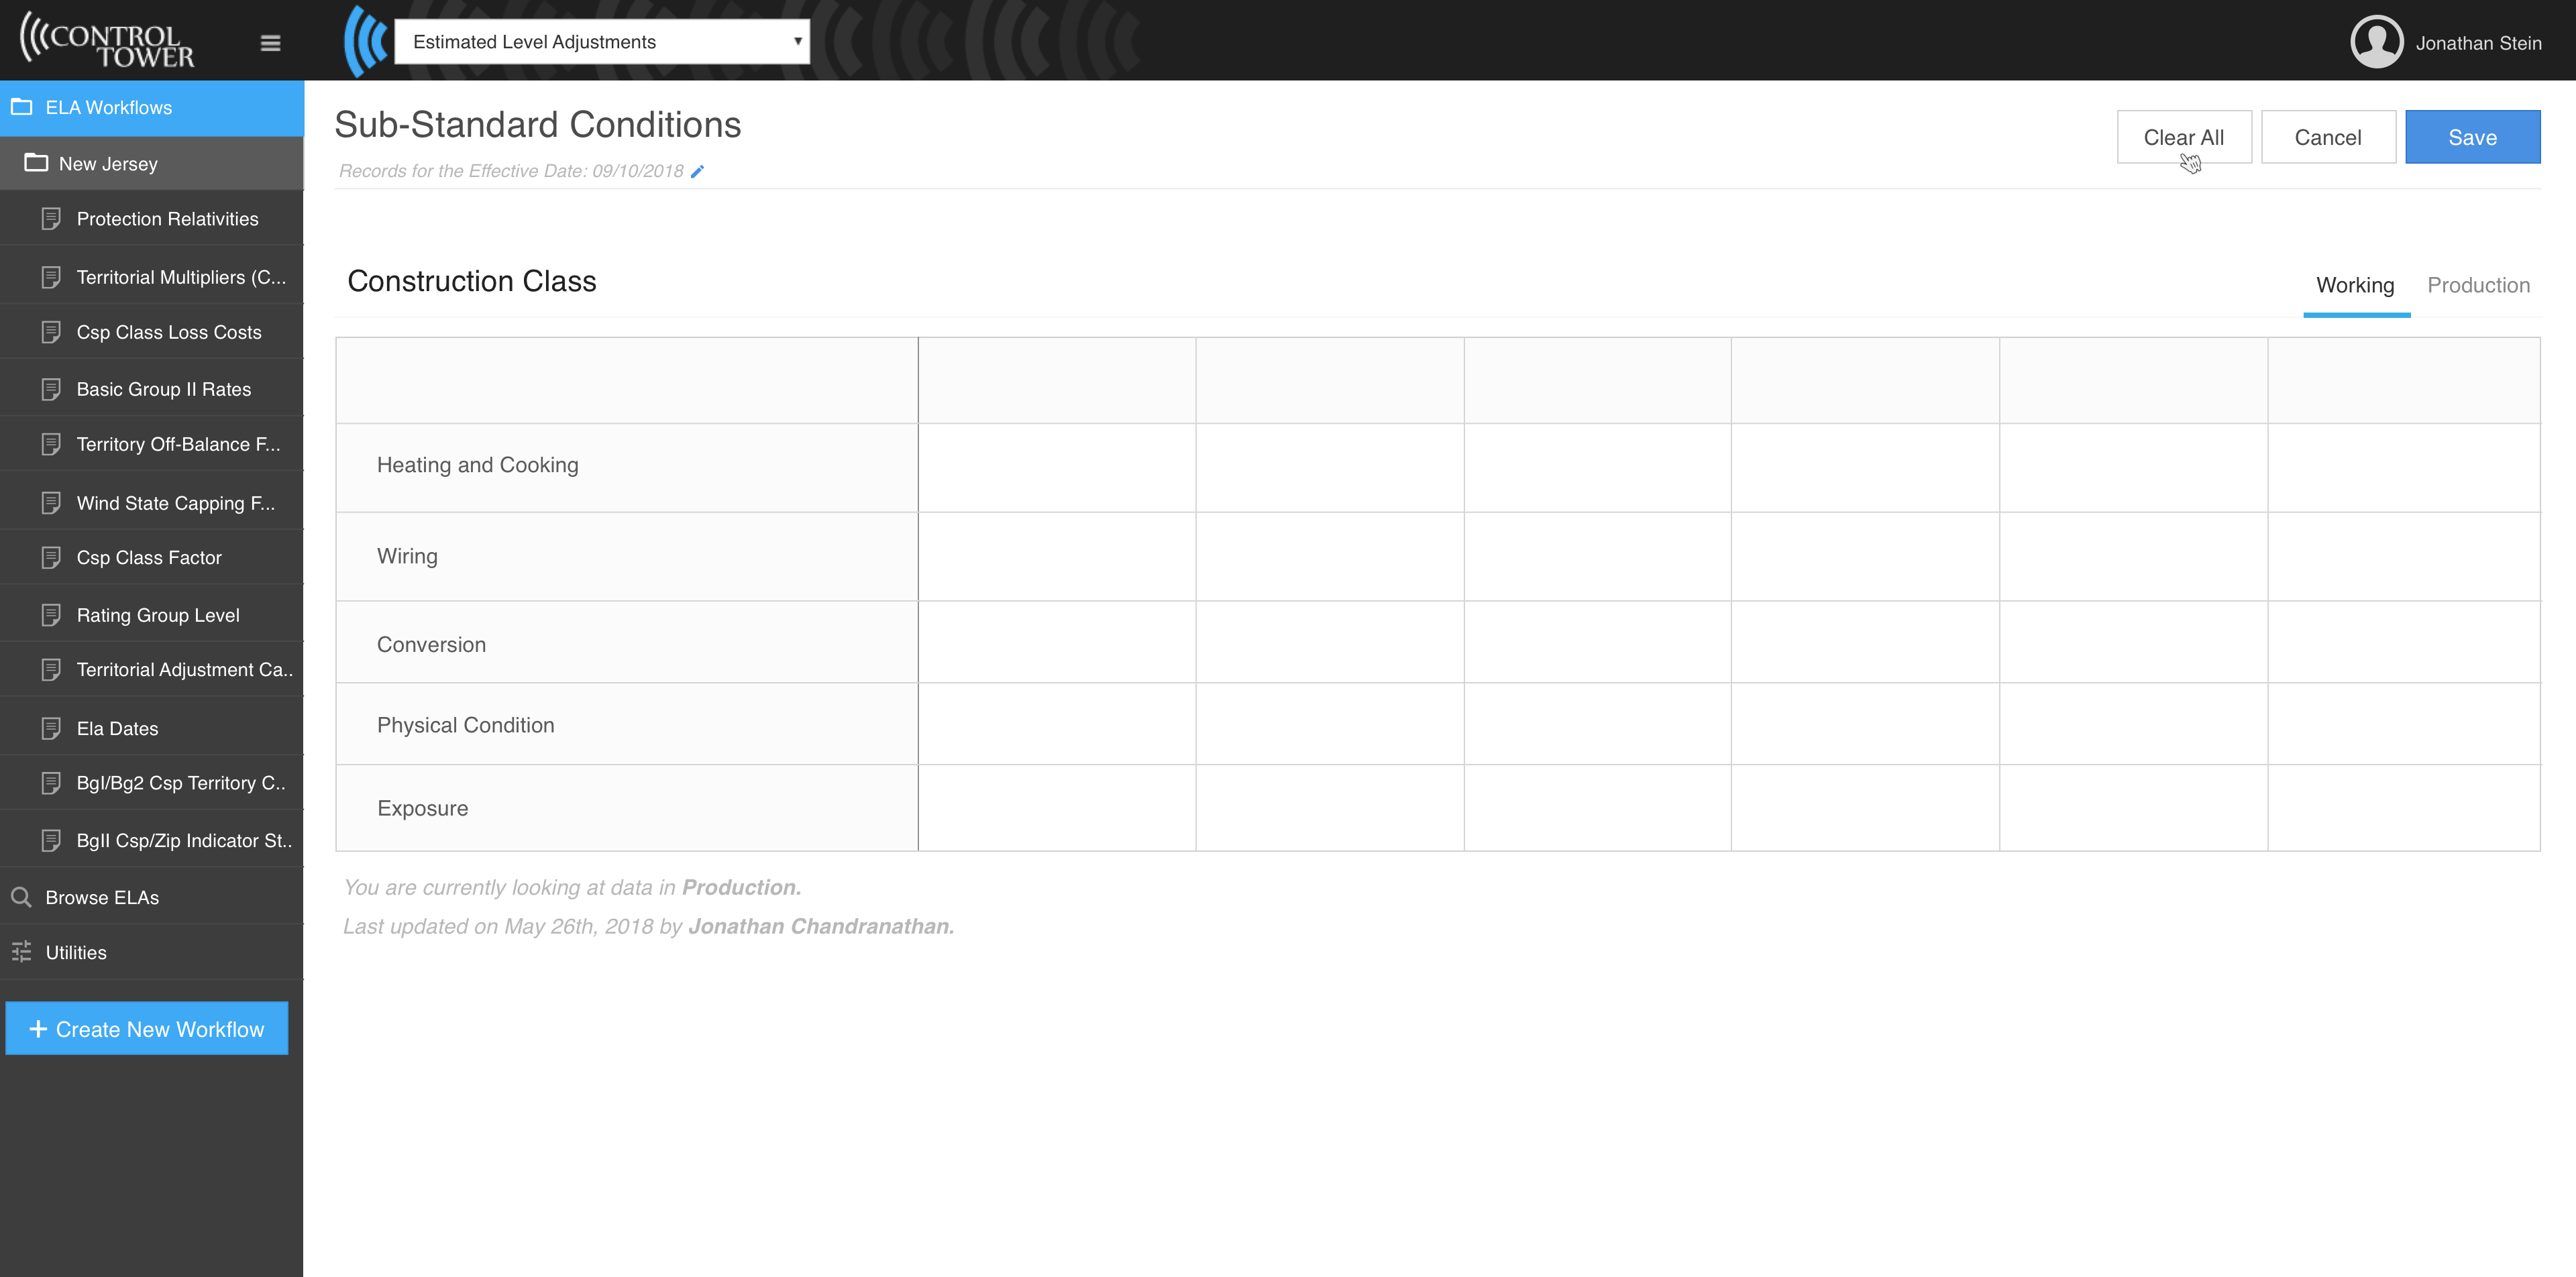 CONTROL
TOWER
Estimated Level Adjustments
Jonathan Stein
ELA Workflows
New Jersey
Protection Relativities
Territorial Multipliers (C...
Csp Class Loss Costs
Basic Group II Rates
Territory Off-Balance F...
Wind State Capping F...
Csp Class Factor
Rating Group Level
Territorial Adjustment Ca..
Ela Dates
BgI/Bg2 Csp Territory C..
BgII Csp/Zip Indicator St..
Browse ELAs
Utilities
+ Create New Workflow
Sub-Standard Conditions
Records for the Effective Date: 09/10/2018
Clear All
Cancel
Save
Construction Class
Working
Production
Heating and Cooking
Wiring
Conversion
Physical Condition
Exposure
You are currently looking at data in Production.
Last updated on May 26th, 2018 by Jonathan Chandranathan.